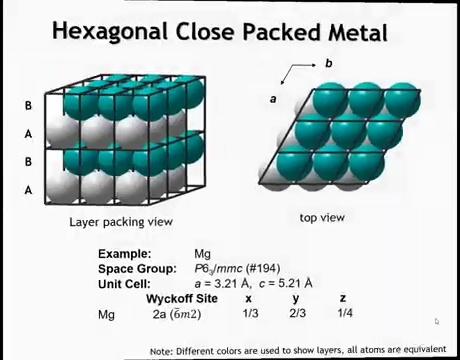 Hexagonal Close Packed Metal
b
a
B
A
B
A
Layer packing view
top view
Example: Mg
Space Group: P6₃/mmc (#194)
Unit Cell: a = 3.21 Å, c = 5.21 Å
Wyckoff Site x y z
Mg 2a (6̄m2) 1/3 2/3 1/4
Note: Different colors are used to show layers, all atoms are equivalent